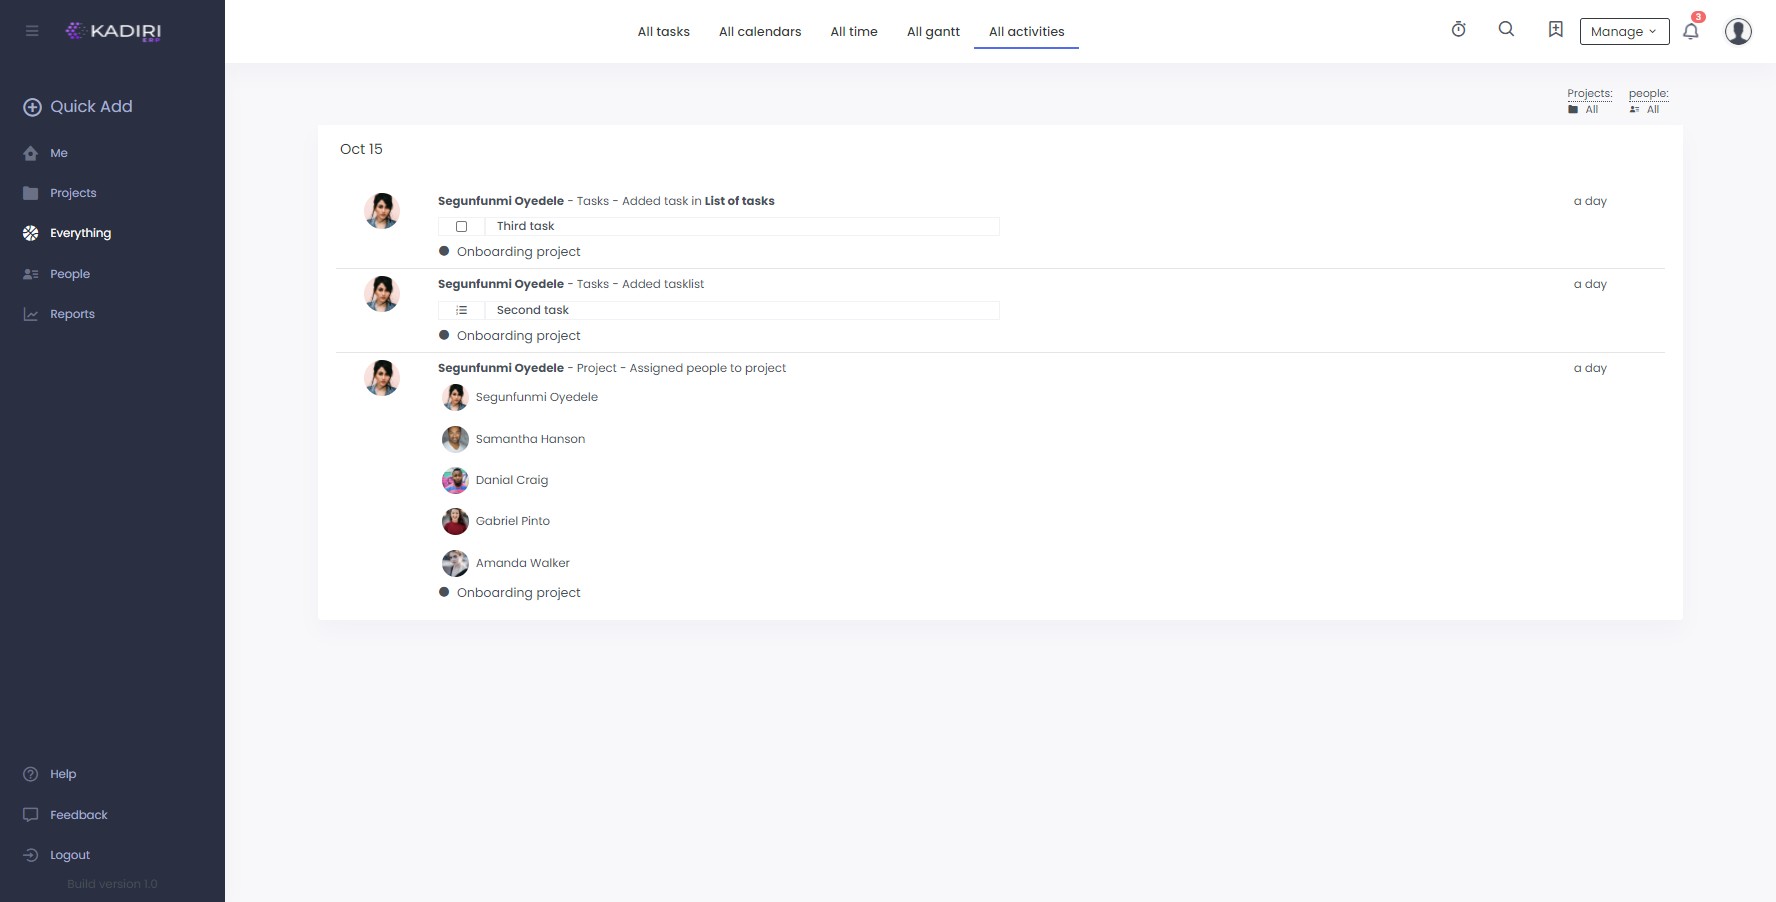 KADIRI
ERP
All tasks
All calendars
All time
All gantt
All activities
Manage
3
Quick Add
Me
Projects
Everything
People
Reports
Help
Feedback
Logout
Build version 1.0
Projects:
All
people:
All
Oct 15
Segunfunmi Oyedele - Tasks - Added task in List of tasks
a day
Third task
Onboarding project
Segunfunmi Oyedele - Tasks - Added tasklist
a day
Second task
Onboarding project
Segunfunmi Oyedele - Project - Assigned people to project
a day
Segunfunmi Oyedele
Samantha Hanson
Danial Craig
Gabriel Pinto
Amanda Walker
Onboarding project